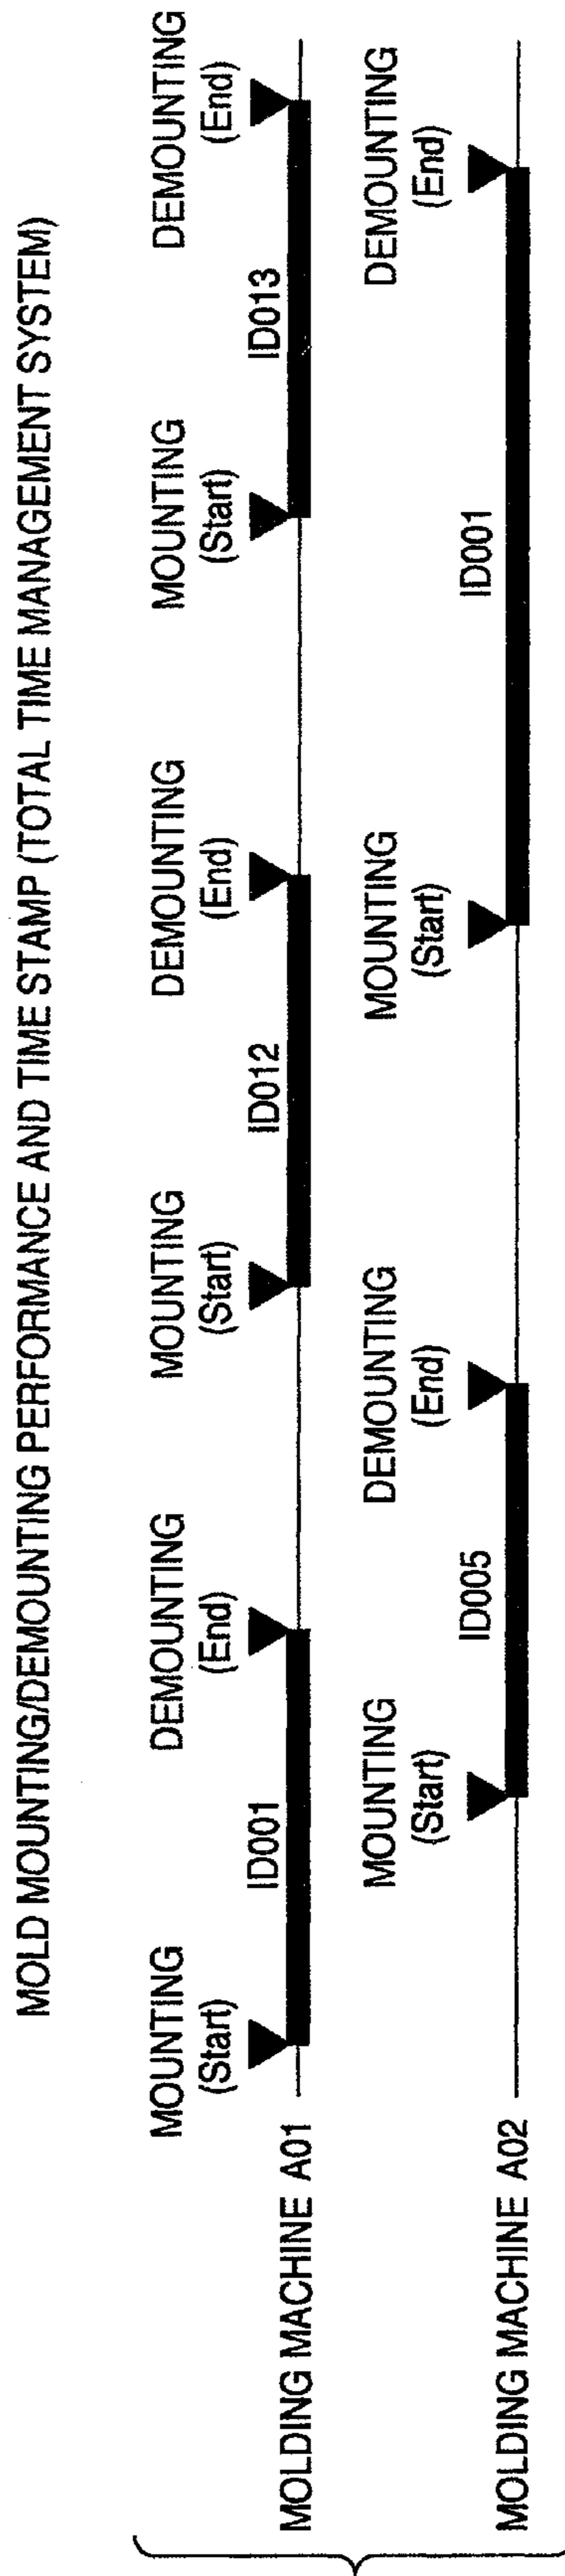 MOLD MOUNTING/DEMOUNTING PERFORMANCE AND TIME STAMP (TOTAL TIME MANAGEMENT SYSTEM)
MOUNTING
(Start)
DEMOUNTING
(End)
MOUNTING
(Start)
DEMOUNTING
(End)
MOUNTING
(Start)
DEMOUNTING
(End)
ID001
ID012
ID013
MOLDING MACHINE A01
MOUNTING
(Start)
DEMOUNTING
(End)
MOUNTING
(Start)
DEMOUNTING
(End)
ID005
ID001
MOLDING MACHINE A02